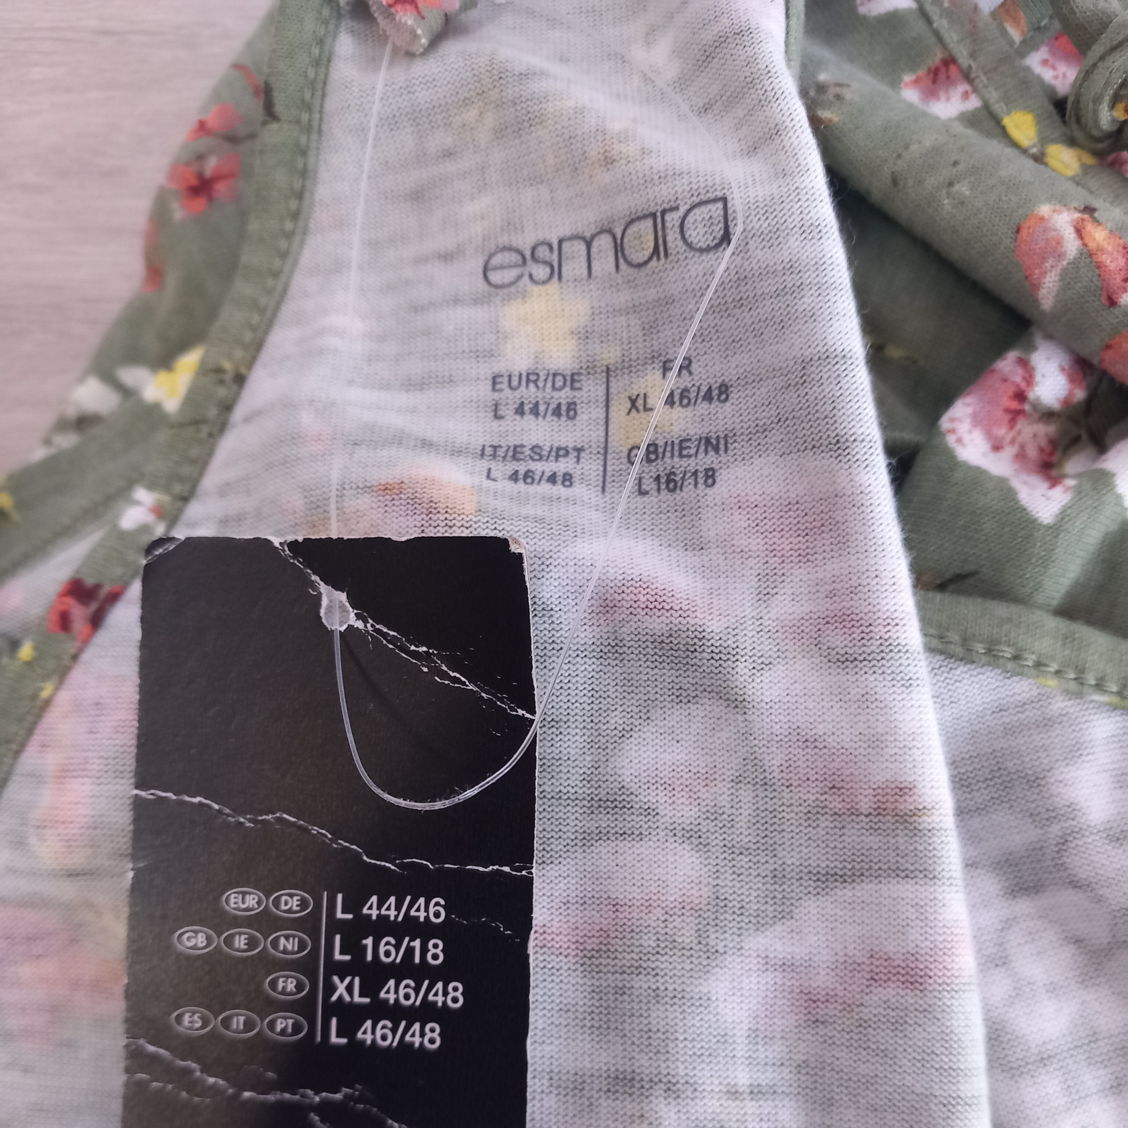 esmara
EUR/DE
L 44/46
FR
XL 46/48
IT/ES/PT
L 46/48
GB/IE/NI
L16/18
EUR DE L 44/46
GB IE NI L 16/18
FR XL 46/48
ES IT PT L 46/48